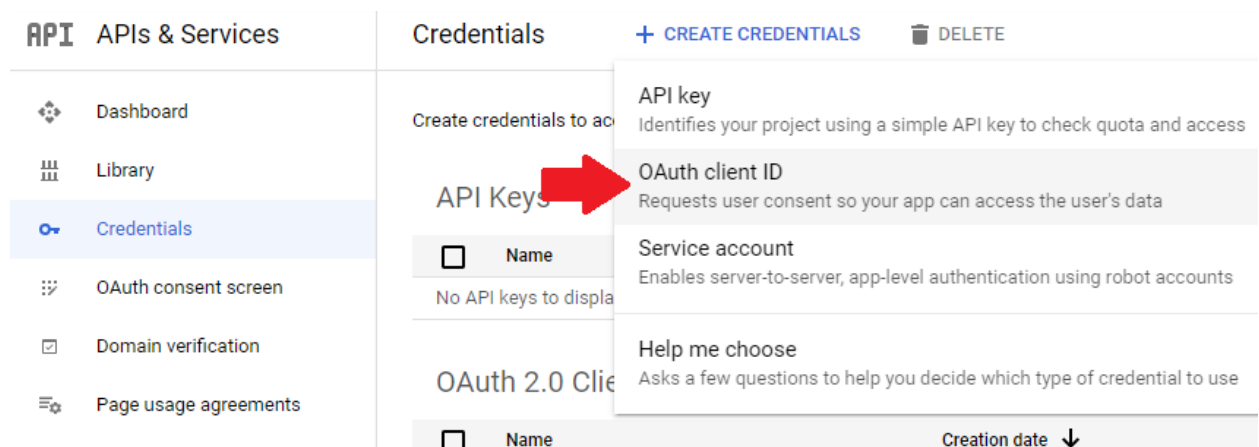 API APIs & Services
Credentials
+ CREATE CREDENTIALS
DELETE
Dashboard
Library
Credentials
OAuth consent screen
Domain verification
Page usage agreements
Create credentials to acc
API Keys
Name
No API keys to displa
OAuth 2.0 Clie
Name
Creation date
API key
Identifies your project using a simple API key to check quota and access
OAuth client ID
Requests user consent so your app can access the user's data
Service account
Enables server-to-server, app-level authentication using robot accounts
Help me choose
Asks a few questions to help you decide which type of credential to use